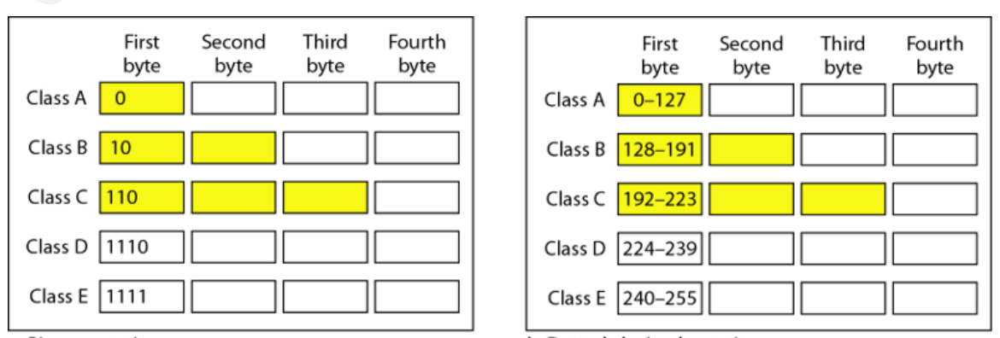 First Second Third Fourth
byte byte byte byte
Class A 0
Class B 10
Class C 110
Class D 1110
Class E 1111
First Second Third Fourth
byte byte byte byte
Class A 0–127
Class B 128–191
Class C 192–223
Class D 224–239
Class E 240–255